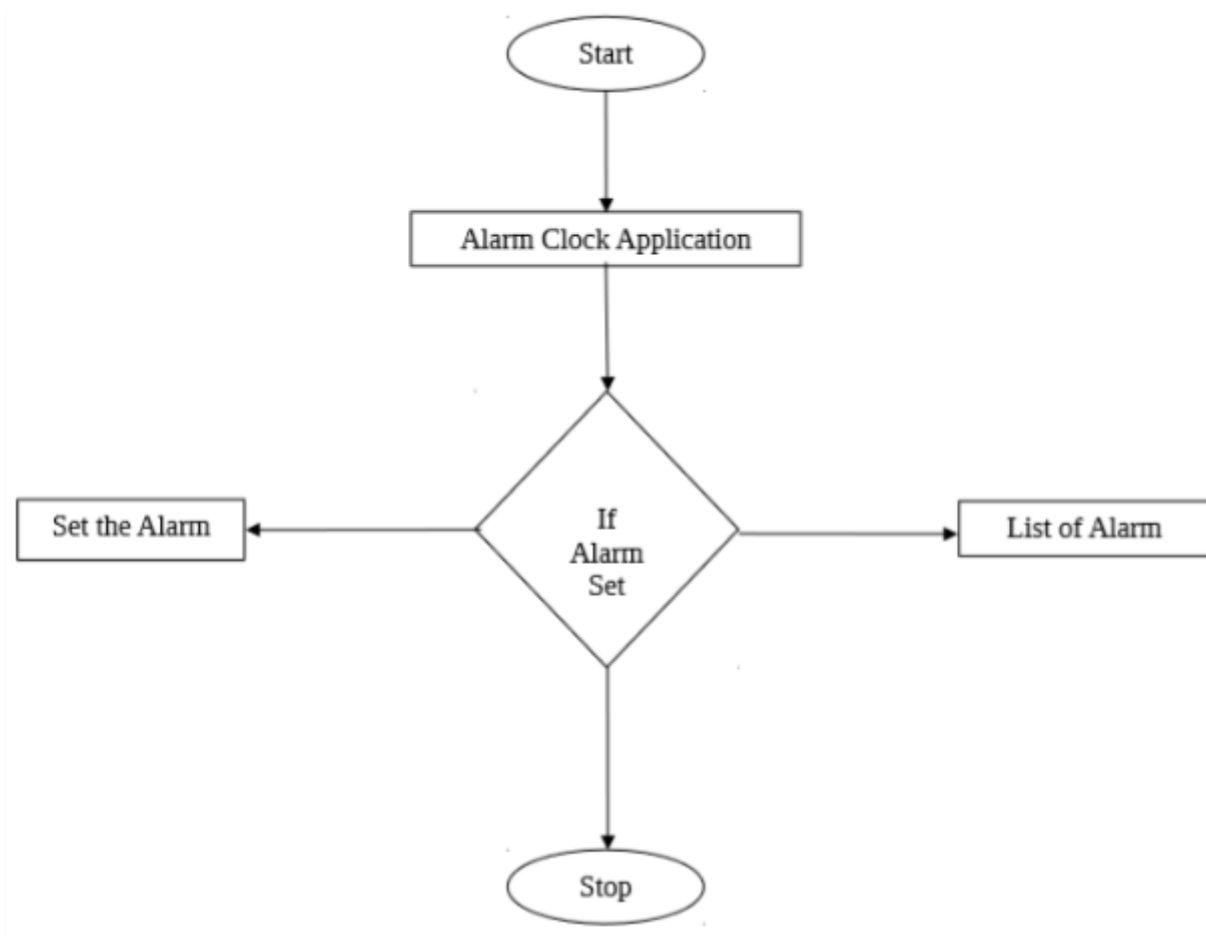 Start
Alarm Clock Application
If
Alarm
Set
Set the Alarm
List of Alarm
Stop